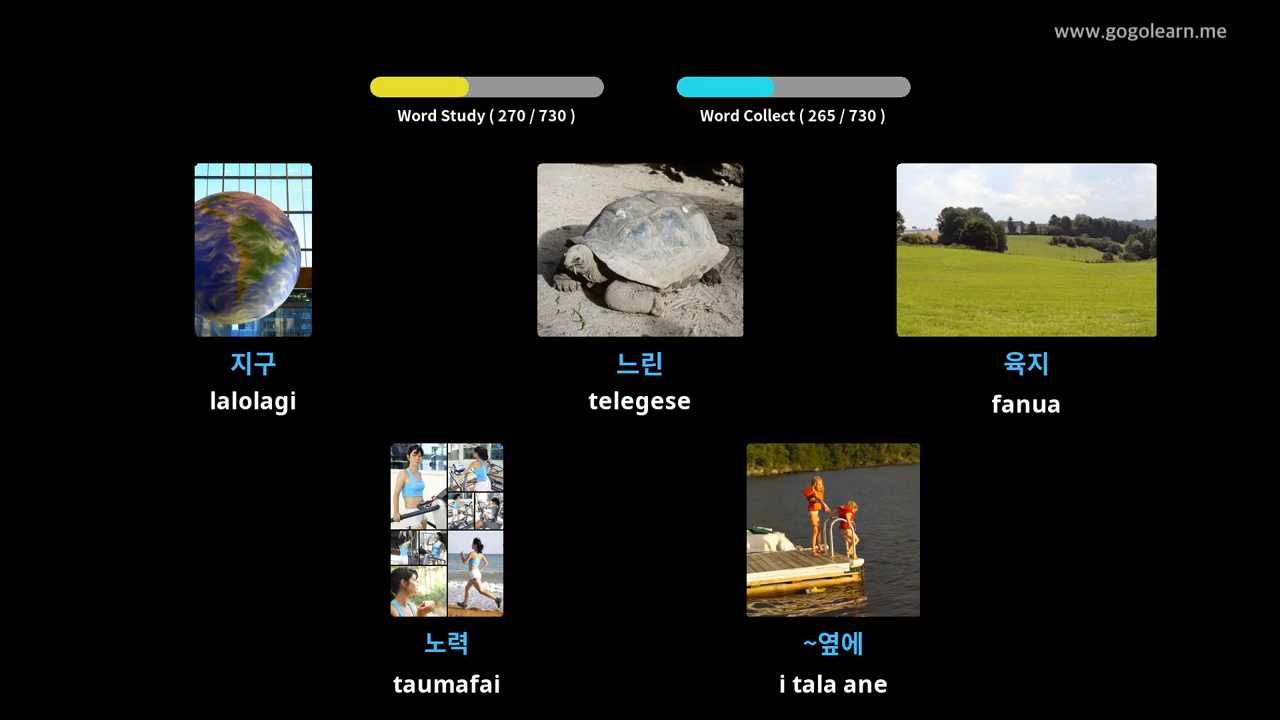 www.gogolearn.me
Word Study ( 270 / 730 )
Word Collect ( 265 / 730 )
지구
lalolagi
느린
telegese
육지
fanua
노력
taumafai
~옆에
i tala ane